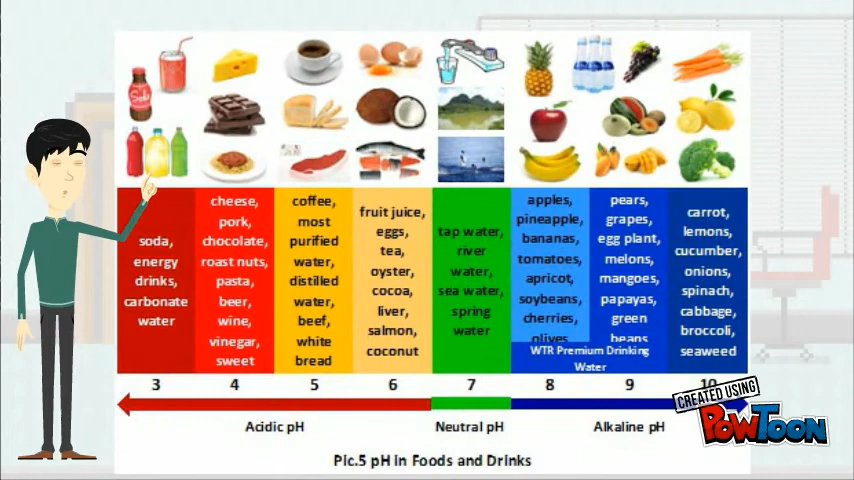 Soda
soda,
energy
drinks,
carbonate
water
cheese,
pork,
chocolate,
roast nuts,
pasta,
beer,
wine,
vinegar,
sweet
coffee,
most
purified
water,
distilled
water,
beef,
white
bread
fruit juice,
eggs,
tea,
oyster,
cocoa,
liver,
salmon,
coconut
tap water,
river
water,
sea water,
spring
water
apples,
pineapple,
bananas,
tomatoes,
apricot,
soybeans,
cherries,
olives
pears,
grapes,
egg plant,
melons,
mangoes,
papayas,
green
beans
carrot,
lemons,
cucumber,
onions,
spinach,
cabbage,
broccoli,
seaweed
WTR Premium Drinking
Water
3 4 5 6 7 8 9 10
Acidic pH Neutral pH Alkaline pH
Pic.5 pH in Foods and Drinks
CREATED USING
POWTOON